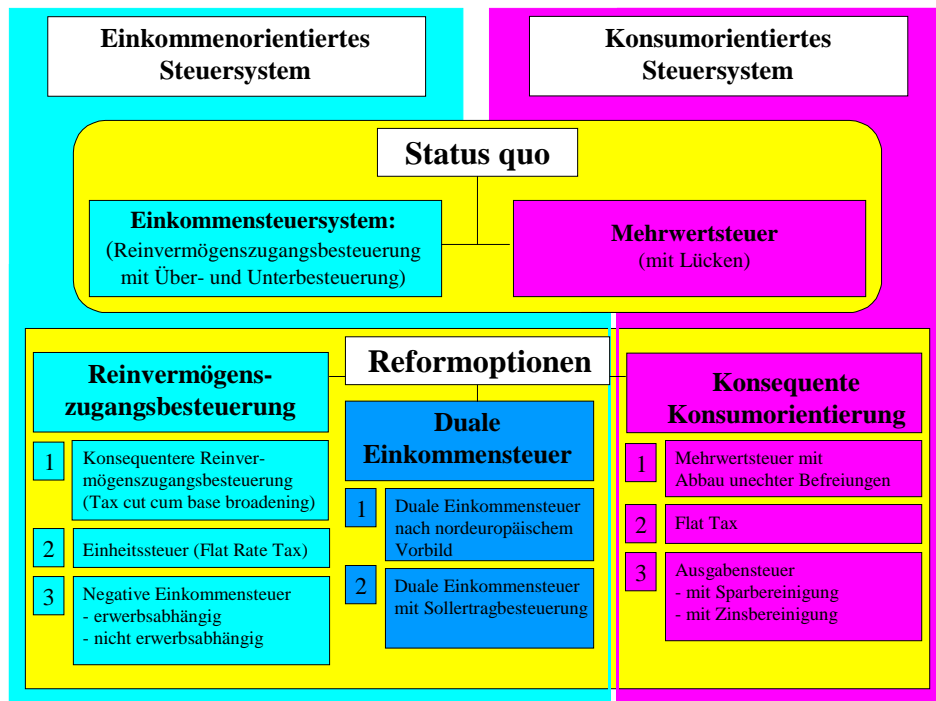 Einkommenorientiertes
Steuersystem
Konsumorientiertes
Steuersystem
Status quo
Einkommensteuersystem:
(Reinvermögenszugangsbesteuerung
mit Über- und Unterbesteuerung)
Mehrwertsteuer
(mit Lücken)
Reformoptionen
Reinvermögens-
zugangsbesteuerung
1
Konsequentere Reinver-
mögenszugangsbesteuerung
(Tax cut cum base broadening)
2
Einheitssteuer (Flat Rate Tax)
3
Negative Einkommensteuer
- erwerbsabhängig
- nicht erwerbsabhängig
Duale
Einkommensteuer
1
Duale Einkommensteuer
nach nordeuropäischem
Vorbild
2
Duale Einkommensteuer
mit Sollertragbesteuerung
Konsequente
Konsumorientierung
1
Mehrwertsteuer mit
Abbau unechter Befreiungen
2
Flat Tax
3
Ausgabensteuer
- mit Sparbereinigung
- mit Zinsbereinigung